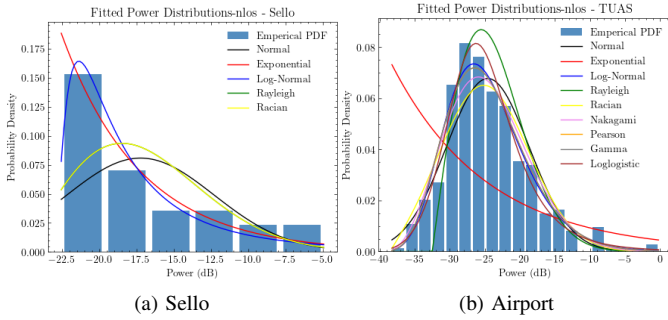 Fitted Power Distributions-nlos - Sello
Probability Density
0.175
0.150
0.125
0.100
0.075
0.050
0.025
0.000
Emperical PDF
Normal
Exponential
Log-Normal
Rayleigh
Racian
−22.5 −20.0 −17.5 −15.0 −12.5 −10.0 −7.5 −5.0
Power (dB)
(a) Sello
Fitted Power Distributions-nlos - TUAS
Probability Density
0.08
0.06
0.04
0.02
0.00
Emperical PDF
Normal
Exponential
Log-Normal
Rayleigh
Racian
Nakagami
Pearson
Gamma
Loglogistic
−40 −35 −30 −25 −20 −15 −10 −5 0
Power (dB)
(b) Airport